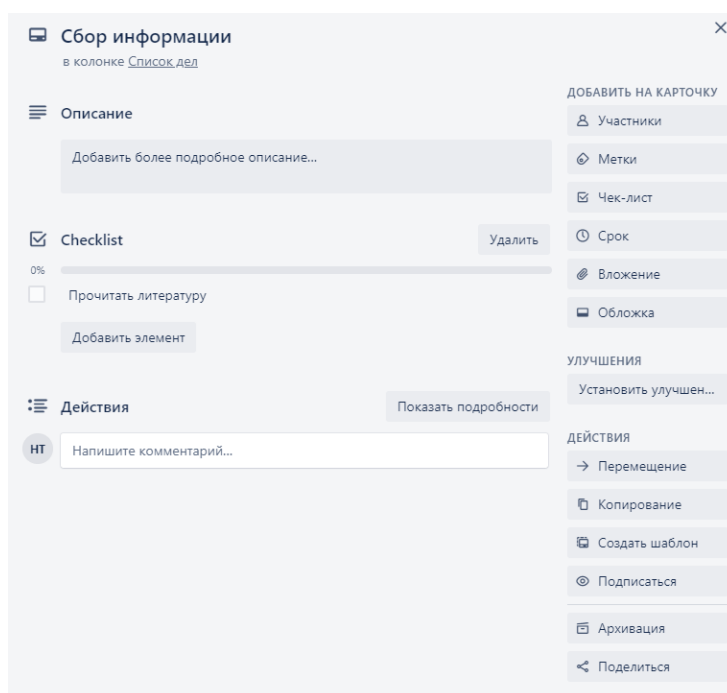 Сбор информации
в колонке Список дел
Описание
Добавить более подробное описание...
Checklist
Удалить
0%
Прочитать литературу
Добавить элемент
Действия
Показать подробности
НТ
Напишите комментарий...
ДОБАВИТЬ НА КАРТОЧКУ
Участники
Метки
Чек-лист
Срок
Вложение
Обложка
УЛУЧШЕНИЯ
Установить улучшен...
ДЕЙСТВИЯ
Перемещение
Копирование
Создать шаблон
Подписаться
Архивация
Поделиться